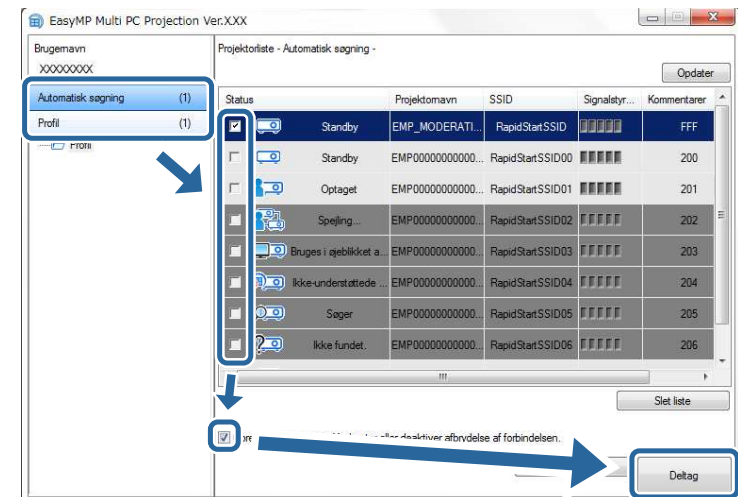 EasyMP Multi PC Projection Ver.X.XX
Brugernavn
XXXXXXXX
Automatisk søgning (1)
Profil (1)
Profil
Projektorliste - Automatisk søgning -
Opdater
Status Projektornavn SSID Signalstyr... Kommentarer
Standby EMP_MODERATI... RapidStartSSID FFF
Standby EMP00000000000... RapidStartSSID00 200
Optaget EMP00000000000... RapidStartSSID01 201
Spejling... EMP00000000000... RapidStartSSID02 202
Bruges i øjeblikket a... EMP00000000000... RapidStartSSID03 203
Ikke-understøttede ... EMP00000000000... RapidStartSSID04 204
Søger EMP00000000000... RapidStartSSID05 205
Ikke fundet. EMP00000000000... RapidStartSSID06 206
Slet liste
eller deaktiver afbrydelse af forbindelsen.
Deltag